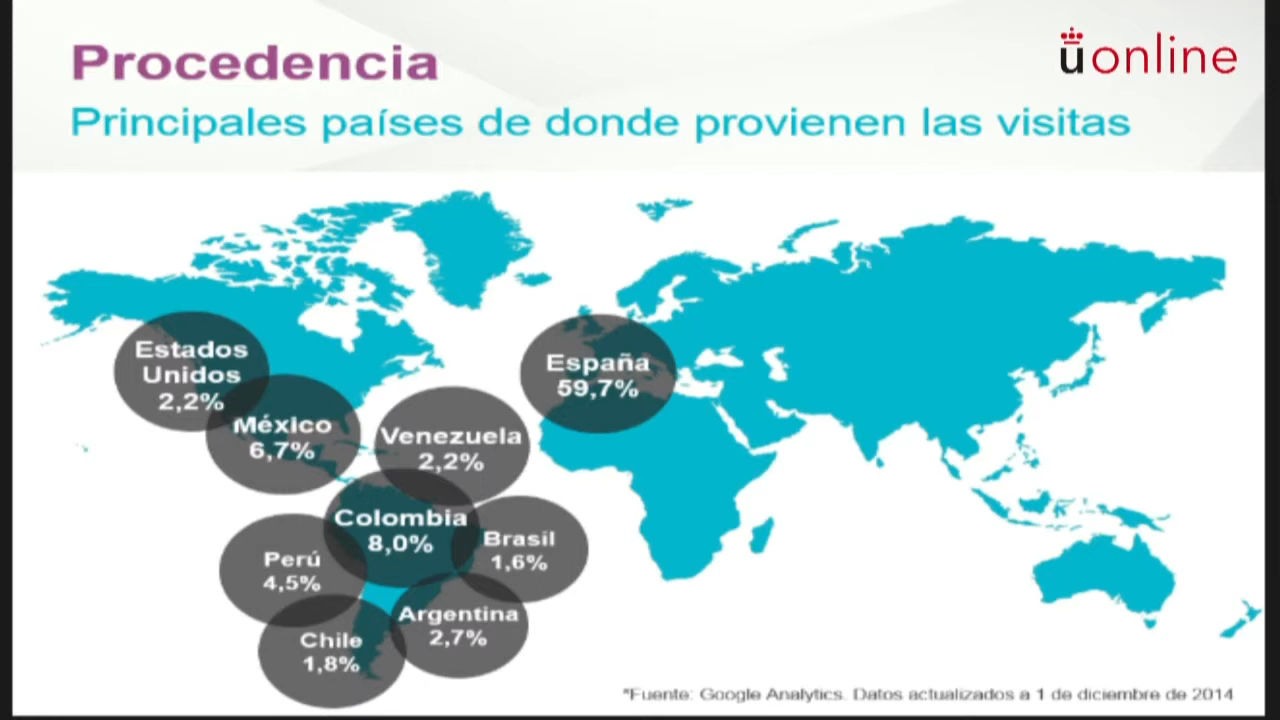 Procedencia
uonline
Principales países de donde provienen las visitas
Estados
Unidos
2,2%
México
6,7%
Venezuela
2,2%
España
59,7%
Colombia
8,0%
Brasil
1,6%
Perú
4,5%
Argentina
2,7%
Chile
1,8%
*Fuente: Google Analytics. Datos actualizados a 1 de diciembre de 2014